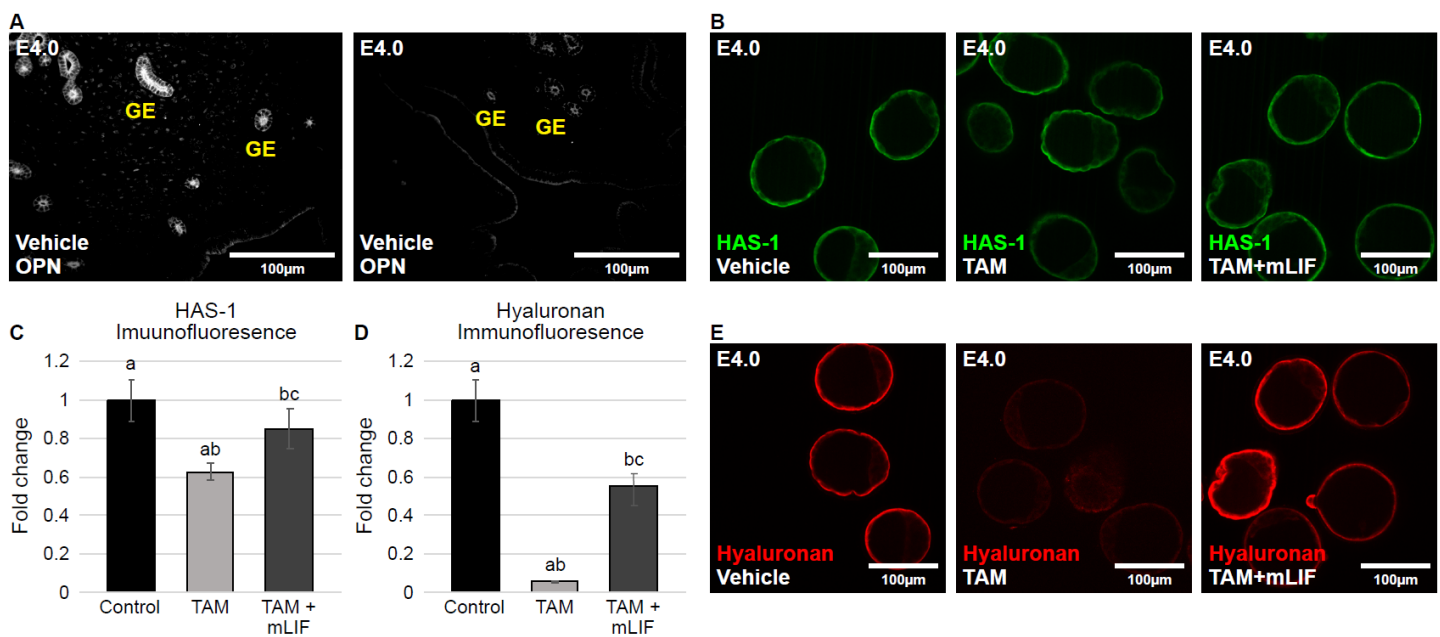 A
E4.0
GE
GE
Vehicle
OPN
100µm
E4.0
GE
GE
Vehicle
OPN
100µm
B
E4.0
HAS-1
Vehicle
100µm
E4.0
HAS-1
TAM
100µm
E4.0
HAS-1
TAM+mLIF
100µm
C
HAS-1
Imuunofluoresence
Fold change
1.2
1
0.8
0.6
0.4
0.2
0
a
ab
bc
Control
TAM
TAM +
mLIF
D
Hyaluronan
Immunofluoresence
Fold change
1.2
1
0.8
0.6
0.4
0.2
0
a
ab
bc
Control
TAM
TAM +
mLIF
E
E4.0
Hyaluronan
Vehicle
100µm
E4.0
Hyaluronan
TAM
100µm
E4.0
Hyaluronan
TAM+mLIF
100µm